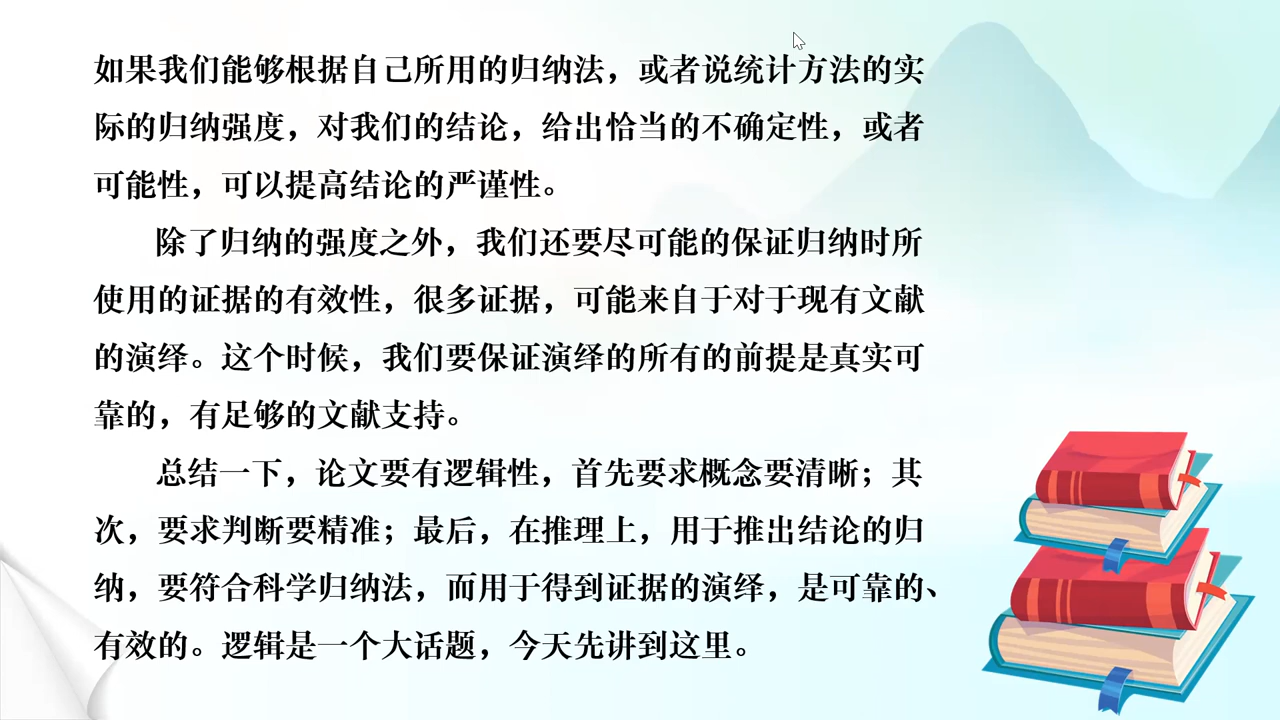 如果我们能够根据自己所用的归纳法，或者说统计方法的实
际的归纳强度，对我们的结论，给出恰当的不确定性，或者
可能性，可以提高结论的严谨性。
除了归纳的强度之外，我们还要尽可能的保证归纳时所
使用的证据的有效性，很多证据，可能来自于对于现有文献
的演绎。这个时候，我们要保证演绎的所有的前提是真实可
靠的，有足够的文献支持。
总结一下，论文要有逻辑性，首先要求概念要清晰；其
次，要求判断要精准；最后，在推理上，用于推出结论的归
纳，要符合科学归纳法，而用于得到证据的演绎，是可靠的、
有效的。逻辑是一个大话题，今天先讲到这里。